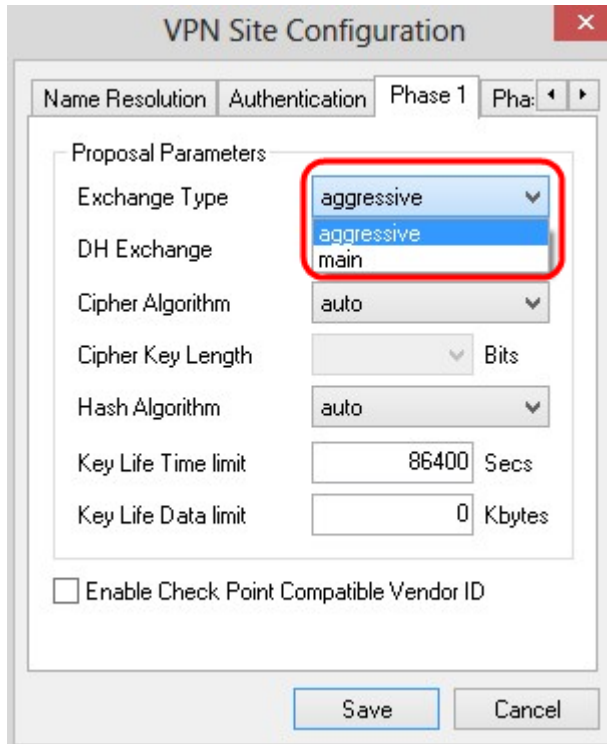 VPN Site Configuration
Name Resolution Authentication Phase 1 Pha
Proposal Parameters
Exchange Type aggressive
aggressive
DH Exchange
main
Cipher Algorithm auto
Cipher Key Length Bits
Hash Algorithm auto
Key Life Time limit 86400 Secs
Key Life Data limit 0 Kbytes
Enable Check Point Compatible Vendor ID
Save Cancel